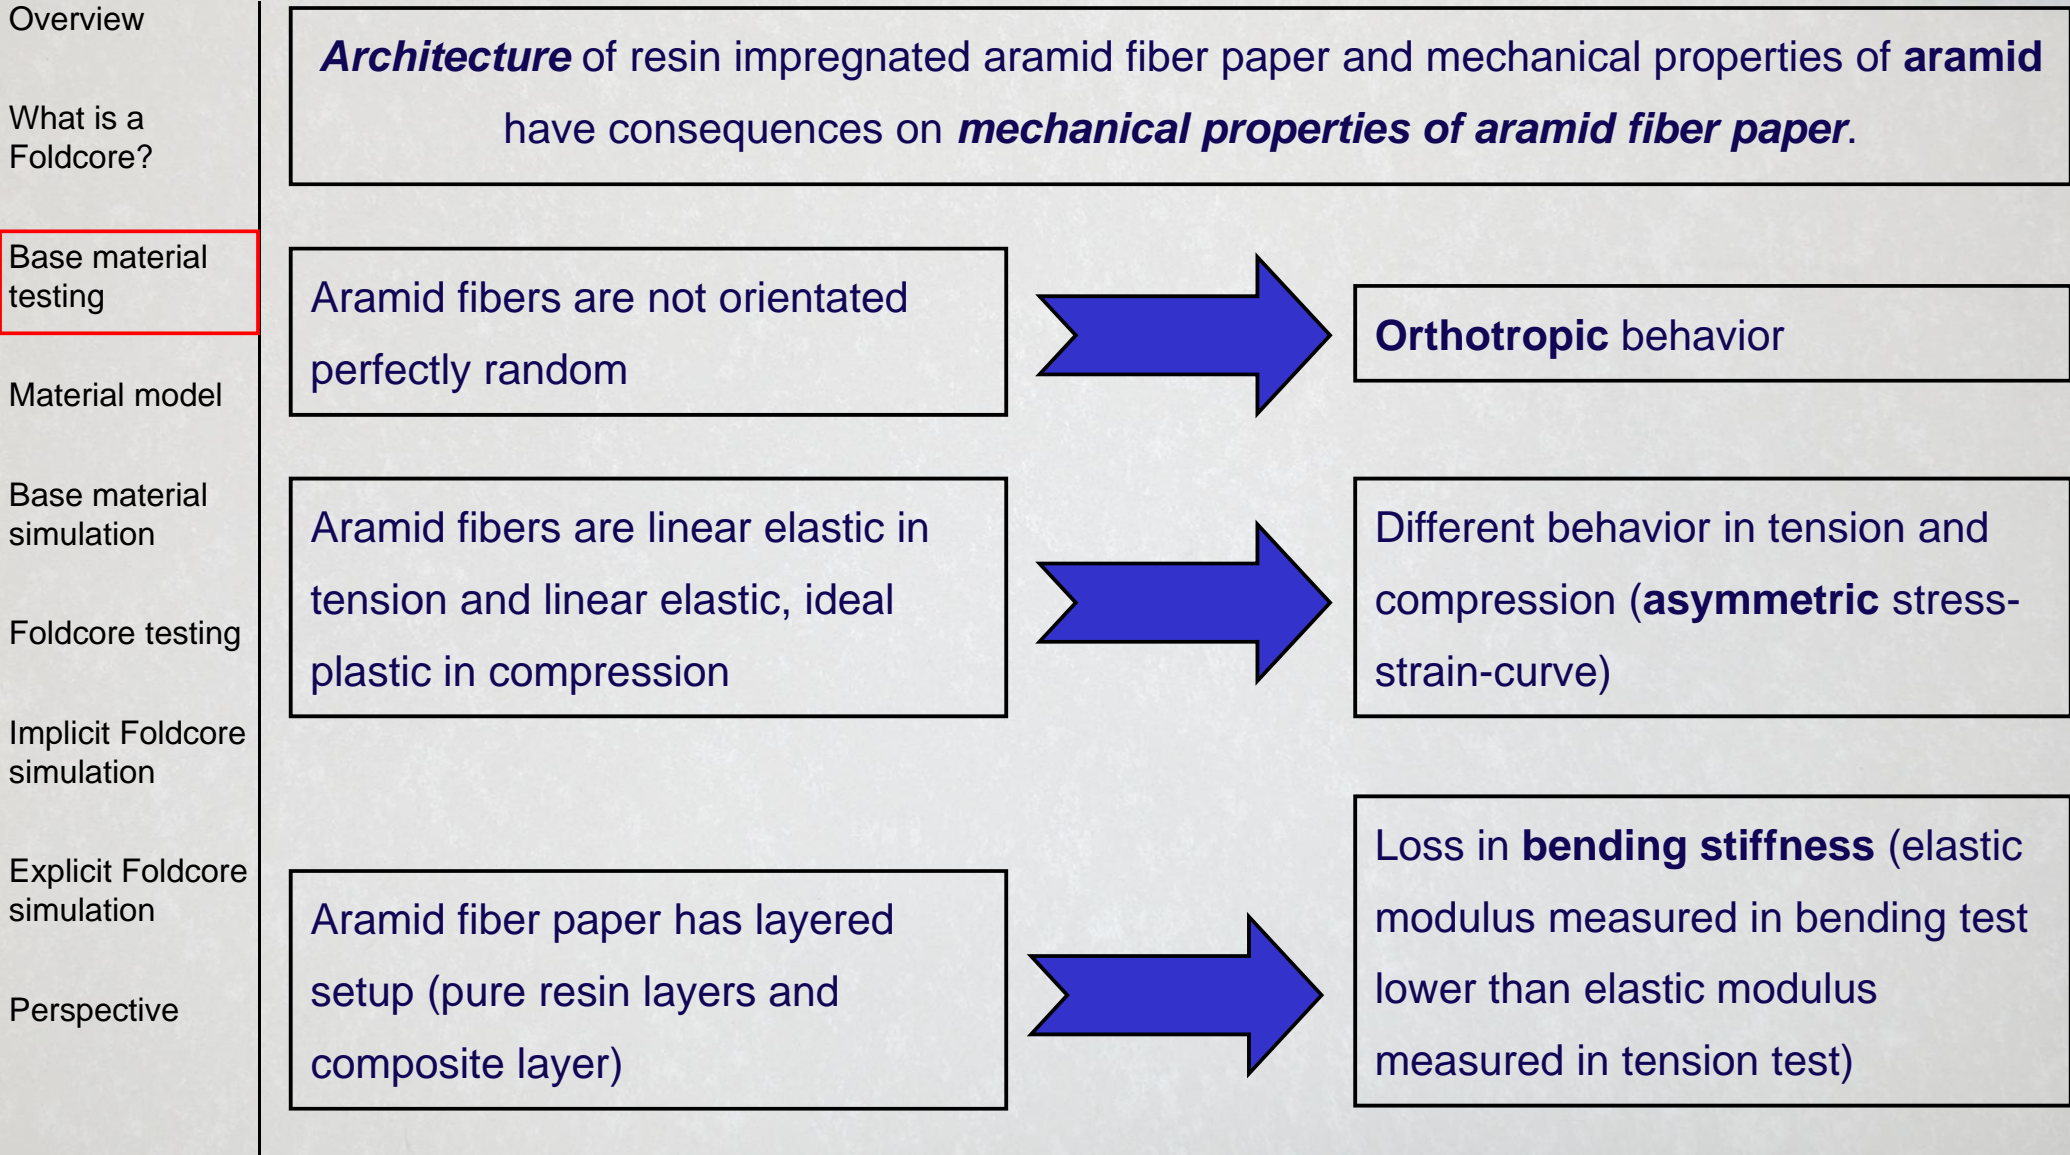 Overview
What is a
Foldcore?
Base material
testing
Material model
Base material
simulation
Foldcore testing
Implicit Foldcore
simulation
Explicit Foldcore
simulation
Perspective
Architecture of resin impregnated aramid fiber paper and mechanical properties of aramid
have consequences on mechanical properties of aramid fiber paper.
Aramid fibers are not orientated
perfectly random
Orthotropic behavior
Aramid fibers are linear elastic in
tension and linear elastic, ideal
plastic in compression
Different behavior in tension and
compression (asymmetric stress-
strain-curve)
Aramid fiber paper has layered
setup (pure resin layers and
composite layer)
Loss in bending stiffness (elastic
modulus measured in bending test
lower than elastic modulus
measured in tension test)